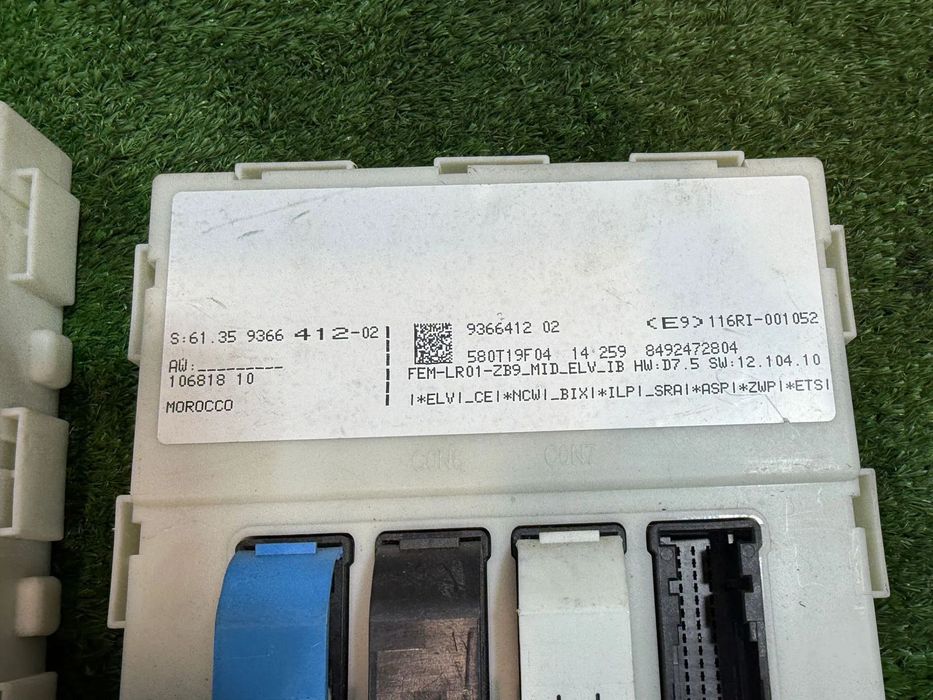 S:61.35 9366 412-02
AW:_________
106818 10
MOROCCO
9366412 02
580T19F04 14 259 8492472804
<E9> 116RI-001052
FEM-LR01-ZB9_MID_ELV_IB HW:D7.5 SW:12.104.10
|*ELV|_CE|*NCW|_BIX|*ILP|_SRA|*ASP|*ZWP|*ETS|
CON6 CON7